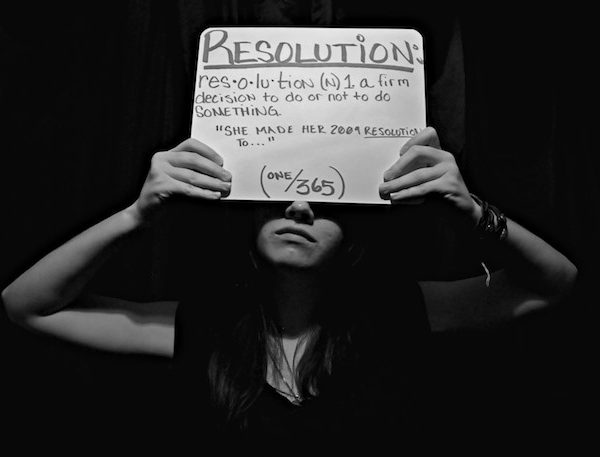 RESOLUTION:
res•o•lu•tion (N) 1. a firm
decision to do or not to do
SOMETHING.
"SHE MADE HER 2009 RESOLUTION
TO..."
(ONE/365)